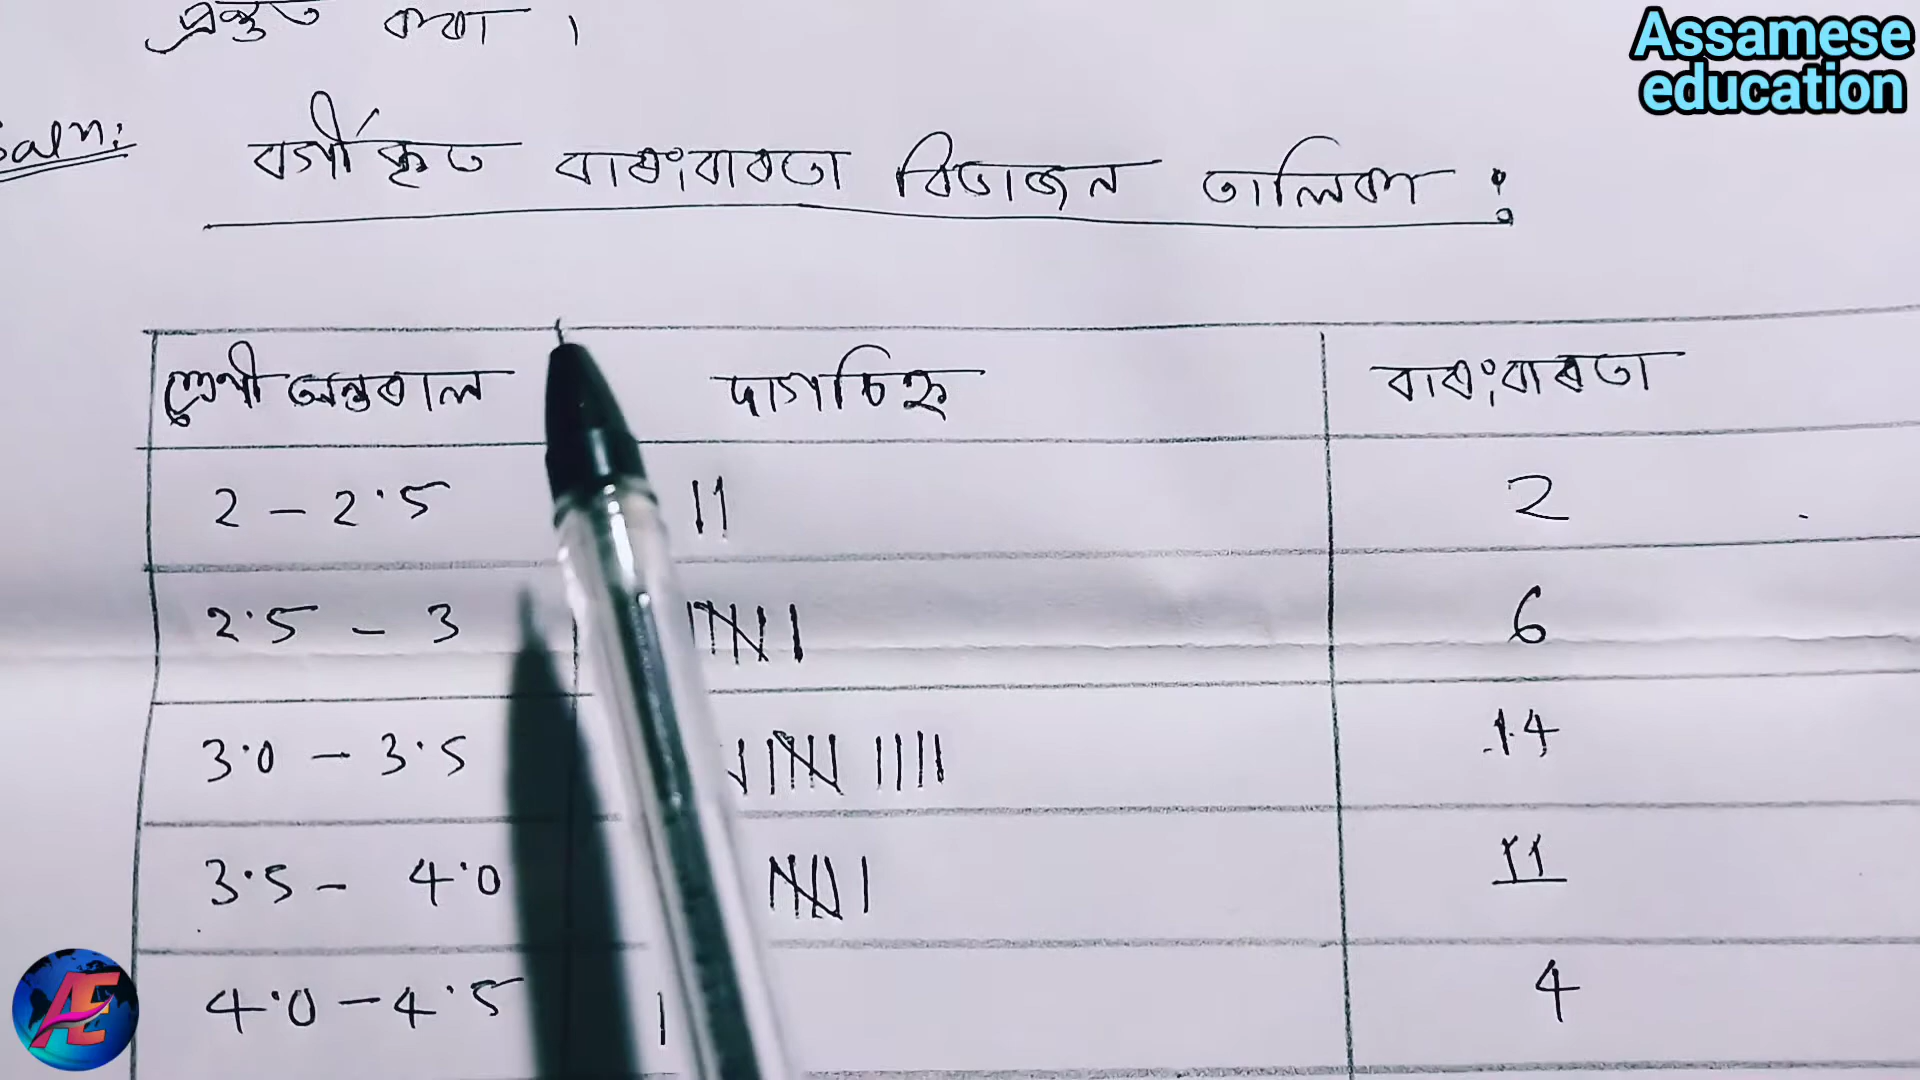 প্ৰস্তুত কৰা ।
Assamese
education
Soln:
বৰ্গীকৃত বাৰংবাৰতা বিভাজন তালিকা :
শ্ৰেণী অন্তৰাল দাগচিহ্ন বাৰংবাৰতা
2 - 2.5 || 2
2.5 - 3 6
3.0 - 3.5 14
3.5 - 4.0 11
4.0 - 4.5 4
AE